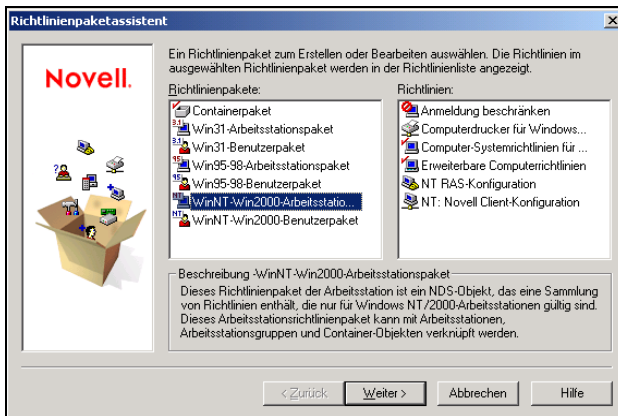 Richtlinienpaketassistent
Novell.
Ein Richtlinienpaket zum Erstellen oder Bearbeiten auswählen. Die Richtlinien im
ausgewählten Richtlinienpaket werden in der Richtlinienliste angezeigt.
Richtlinienpakete:
Containerpaket
Win31-Arbeitsstationspaket
Win31-Benutzerpaket
Win95-98-Arbeitsstationspaket
Win95-98-Benutzerpaket
WinNT-Win2000-Arbeitsstatio...
WinNT-Win2000-Benutzerpaket
Richtlinien:
Anmeldung beschränken
Computerdrucker für Windows...
Computer-Systemrichtlinien für ...
Erweiterbare Computerrichtlinien
NT RAS-Konfiguration
NT: Novell Client-Konfiguration
Beschreibung -WinNT-Win2000-Arbeitsstationspaket
Dieses Richtlinienpaket der Arbeitsstation ist ein NDS-Objekt, das eine Sammlung
von Richtlinien enthält, die nur für Windows NT/2000-Arbeitsstationen gültig sind.
Dieses Arbeitsstationsrichtlinienpaket kann mit Arbeitsstationen,
Arbeitsstationsgruppen und Container-Objekten verknüpft werden.
< Zurück
Weiter >
Abbrechen
Hilfe